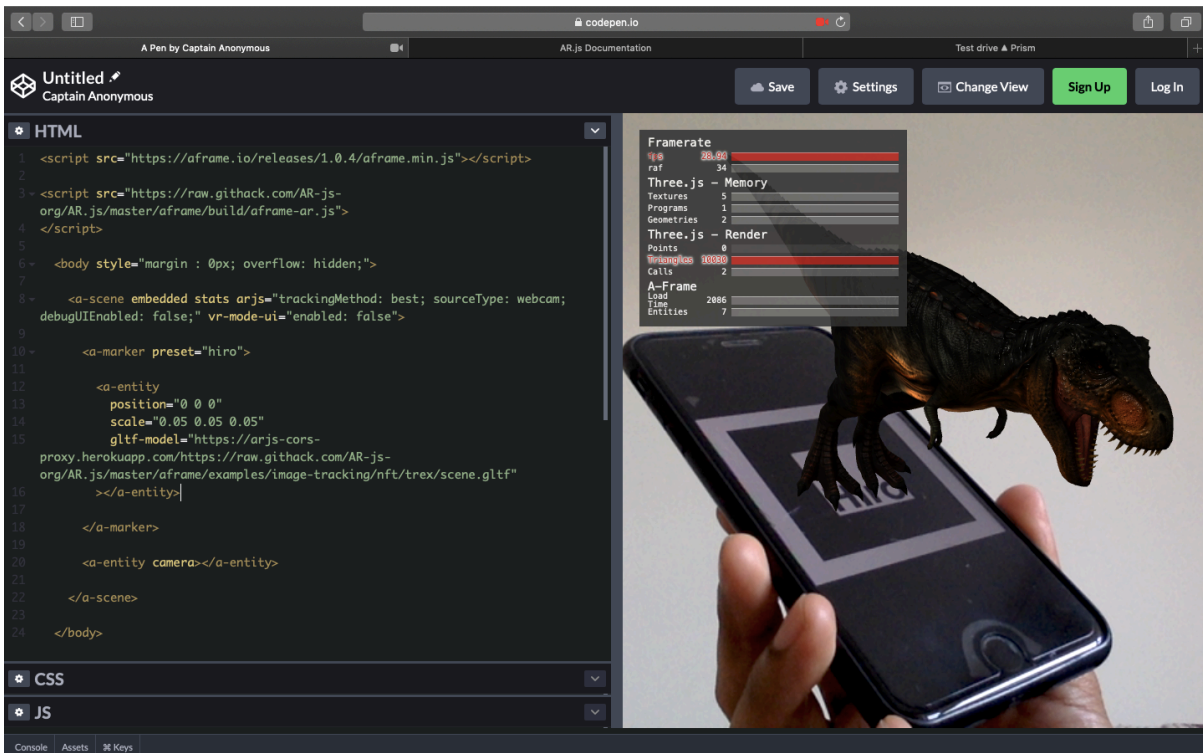 codepen.io
A Pen by Captain Anonymous
AR.js Documentation
Test drive ▲ Prism
+
Untitled
Captain Anonymous
Save
Settings
Change View
Sign Up
Log In
HTML
1 <script src="https://aframe.io/releases/1.0.4/aframe.min.js"></script>
2
3 <script src="https://raw.githack.com/AR-js-
org/AR.js/master/aframe/build/aframe-ar.js">
4 </script>
5
6 <body style="margin : 0px; overflow: hidden;">
7
8 <a-scene embedded stats arjs="trackingMethod: best; sourceType: webcam;
debugUIEnabled: false;" vr-mode-ui="enabled: false">
9
10 <a-marker preset="hiro">
11
12 <a-entity
13 position="0 0 0"
14 scale="0.05 0.05 0.05"
15 gltf-model="https://arjs-cors-
proxy.herokuapp.com/https://raw.githack.com/AR-js-
org/AR.js/master/aframe/examples/image-tracking/nft/trex/scene.gltf"
16 ></a-entity>
17
18 </a-marker>
19
20 <a-entity camera></a-entity>
21
22 </a-scene>
23
24 </body>
CSS
JS
Console
Assets
⌘ Keys
Framerate
fps 28.94
raf 34
Three.js - Memory
Textures 5
Programs 1
Geometries 2
Three.js - Render
Points 0
Triangles 10030
Calls 2
A-Frame
Load Time 2086
Entities 7
Hiro